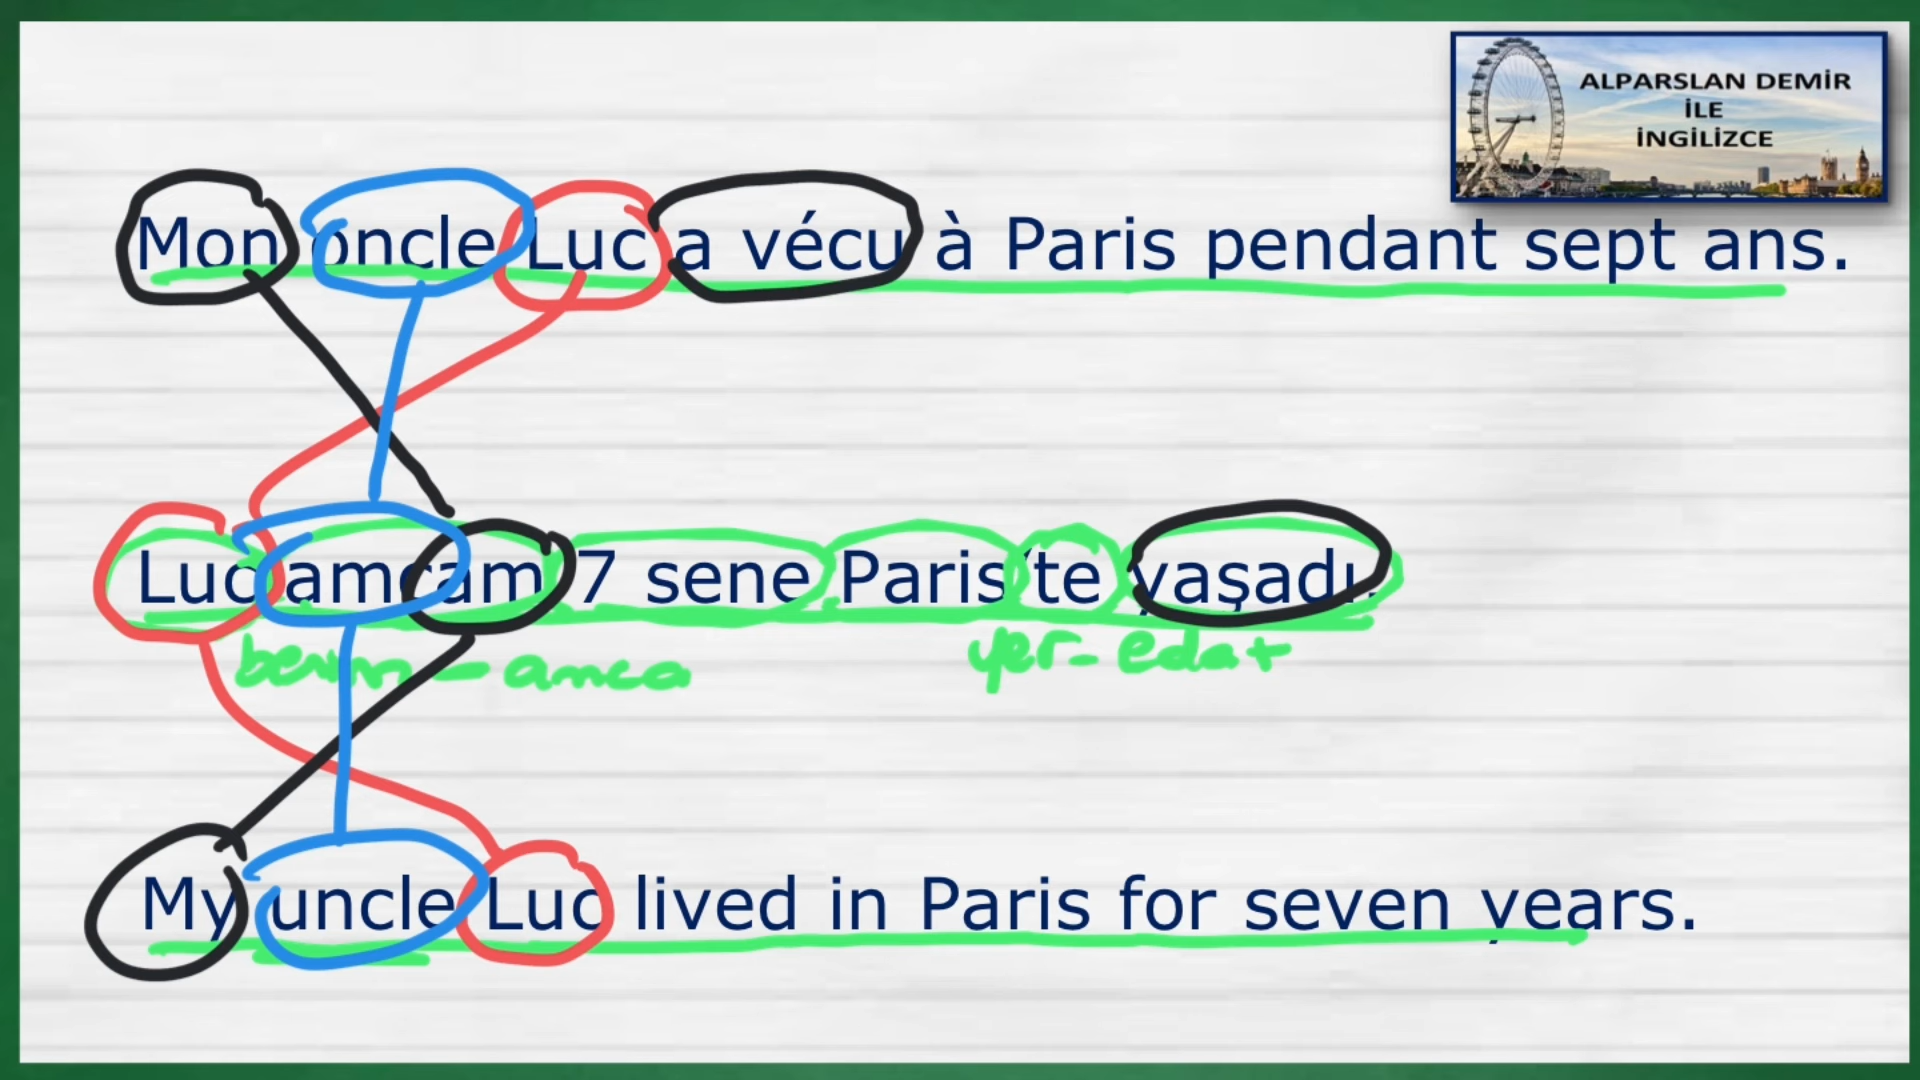 ALPARSLAN DEMİR
İLE
İNGİLİZCE
Mon oncle Luc a vécu à Paris pendant sept ans.
Luc amcam 7 sene Paris'te yaşadı.
benim - amca yer- edat
My uncle Luc lived in Paris for seven years.